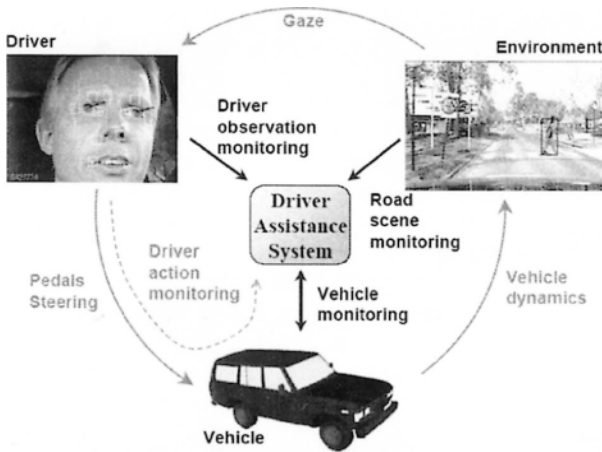 Gaze
Driver
Environment
Driver
observation
monitoring
Driver
Assistance
System
Road
scene
monitoring
Driver
action
monitoring
Pedals
Steering
Vehicle
monitoring
Vehicle
dynamics
Vehicle